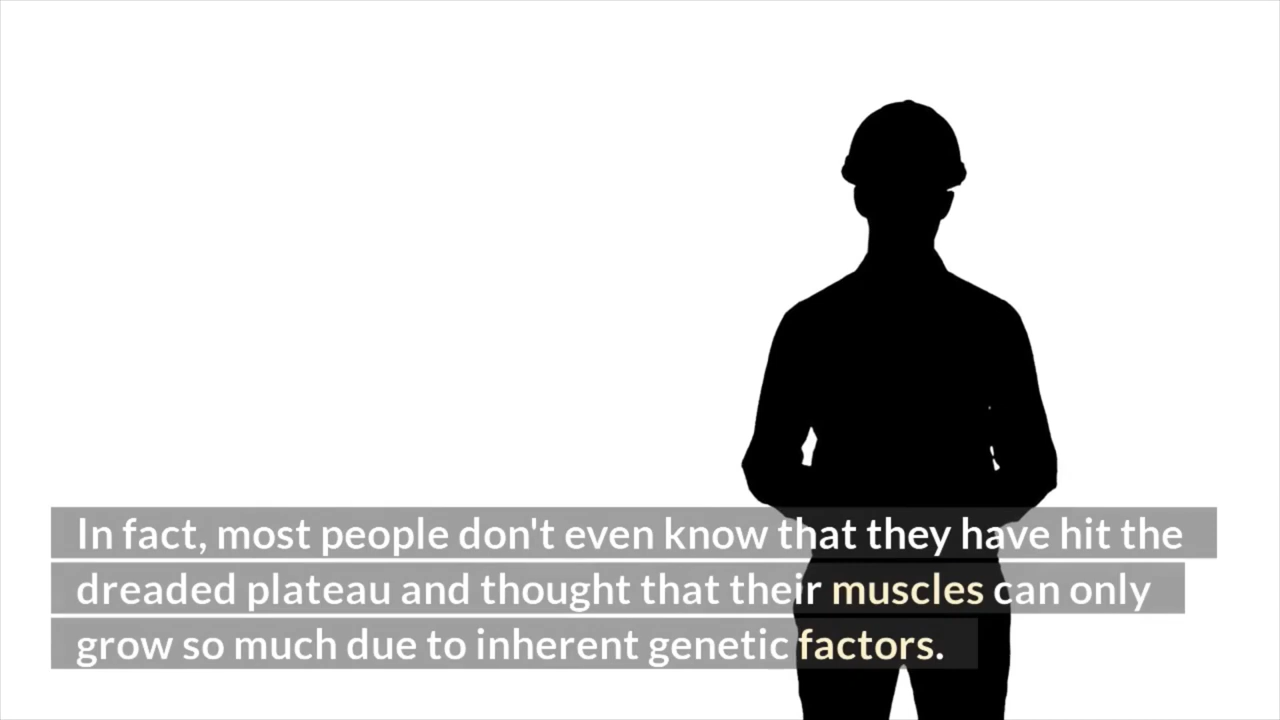 In fact, most people don't even know that they have hit the
dreaded plateau and thought that their muscles can only
grow so much due to inherent genetic factors.